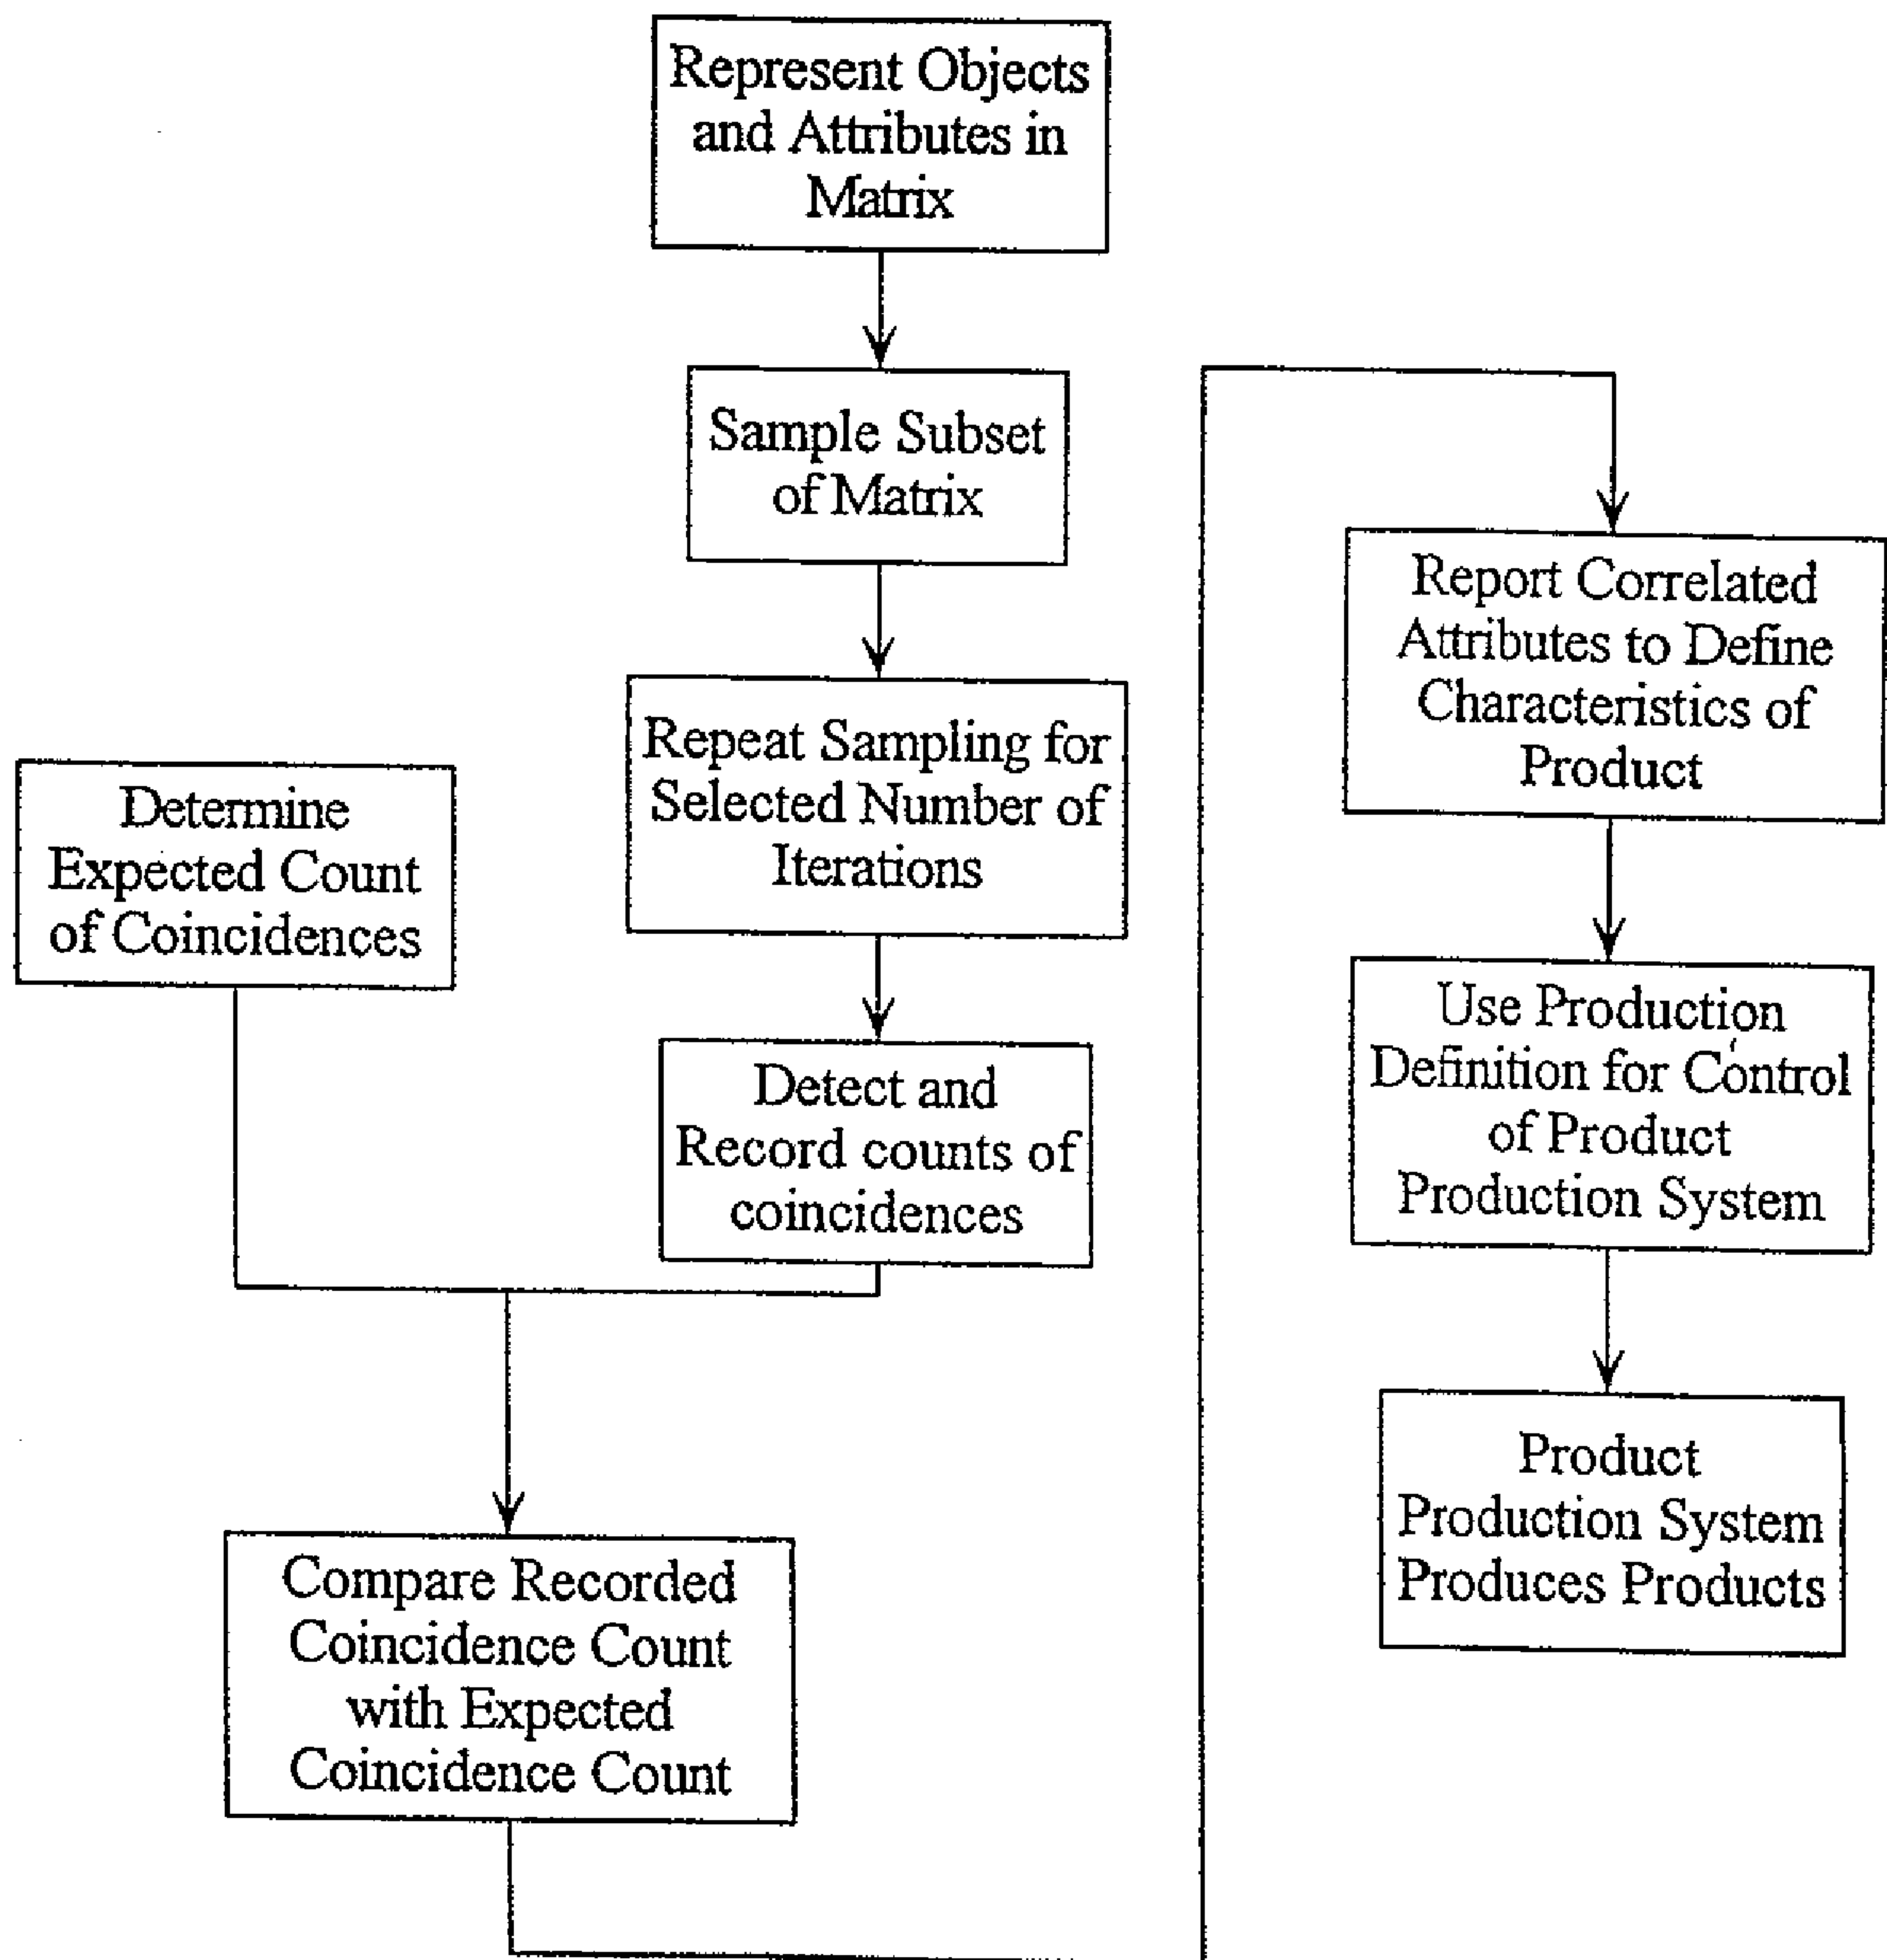 Represent Objects
and Attributes in
Matrix
Sample Subset
of Matrix
Repeat Sampling for
Selected Number of
Iterations
Determine
Expected Count
of Coincidences
Detect and
Record counts of
coincidences
Compare Recorded
Coincidence Count
with Expected
Coincidence Count
Report Correlated
Attributes to Define
Characteristics of
Product
Use Production
Definition for Control
of Product
Production System
Product
Production System
Produces Products